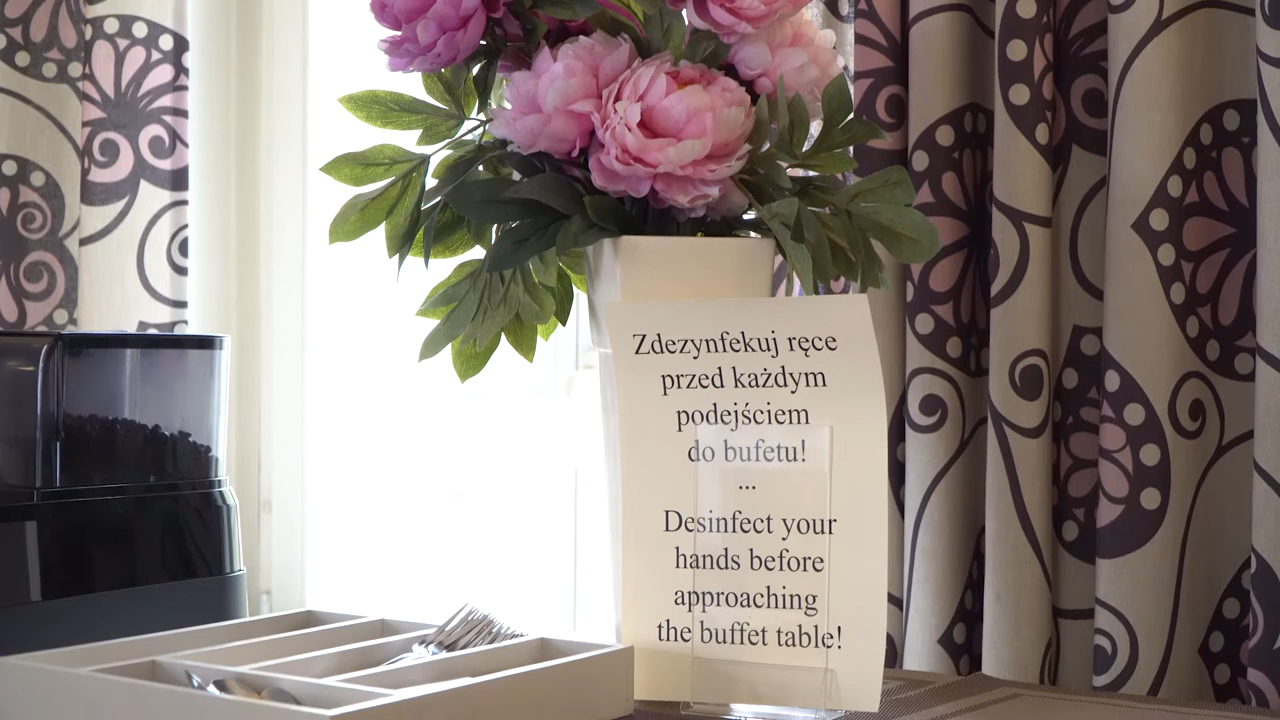 Zdezynfekuj ręce
przed każdym
podejściem
do bufetu!
...
Desinfect your
hands before
approaching
the buffet table!